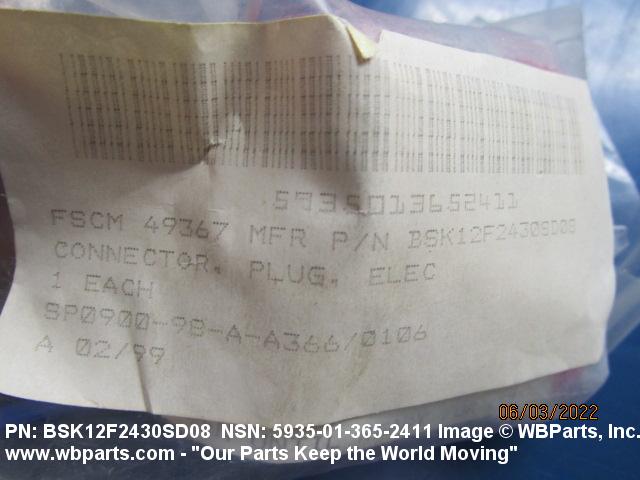 5935013652411
FSCM 49367 MFR P/N BSK12F2430SD08
CONNECTOR, PLUG, ELEC
1 EACH
SP0900-98-A-A366/0106
A 02/99
06/03/2022
PN: BSK12F2430SD08 NSN: 5935-01-365-2411 Image © WBParts, Inc.
www.wbparts.com - "Our Parts Keep the World Moving"